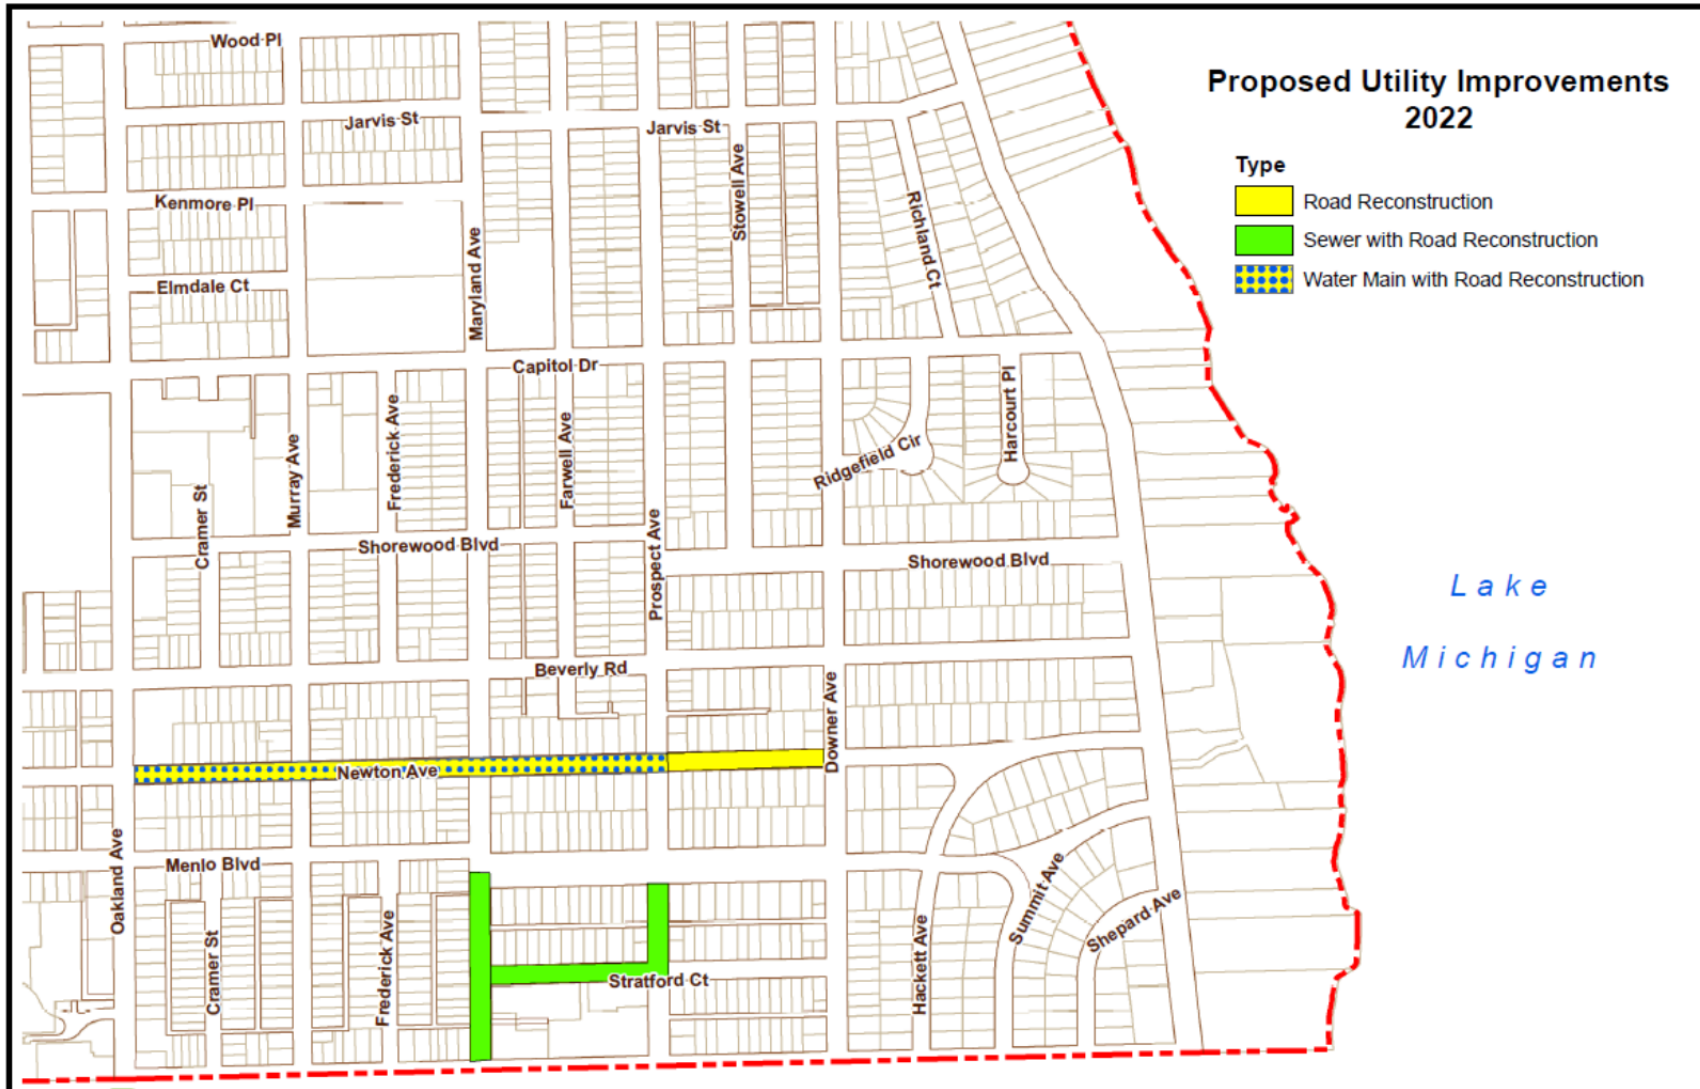 Proposed Utility Improvements
2022
Type
Road Reconstruction
Sewer with Road Reconstruction
Water Main with Road Reconstruction
Wood Pl
Jarvis St
Jarvis St
Kenmore Pl
Stowell Ave
Richland Ct
Elmdale Ct
Maryland Ave
Capitol Dr
Frederick Ave
Farwell Ave
Harcourt Pl
Murray Ave
Ridgefield Cir
Cramer St
Shorewood Blvd
Prospect Ave
Shorewood Blvd
Lake
Michigan
Beverly Rd
Downer Ave
Newton Ave
Oakland Ave
Menlo Blvd
Summit Ave
Shepard Ave
Cramer St
Frederick Ave
Stratford Ct
Hackett Ave